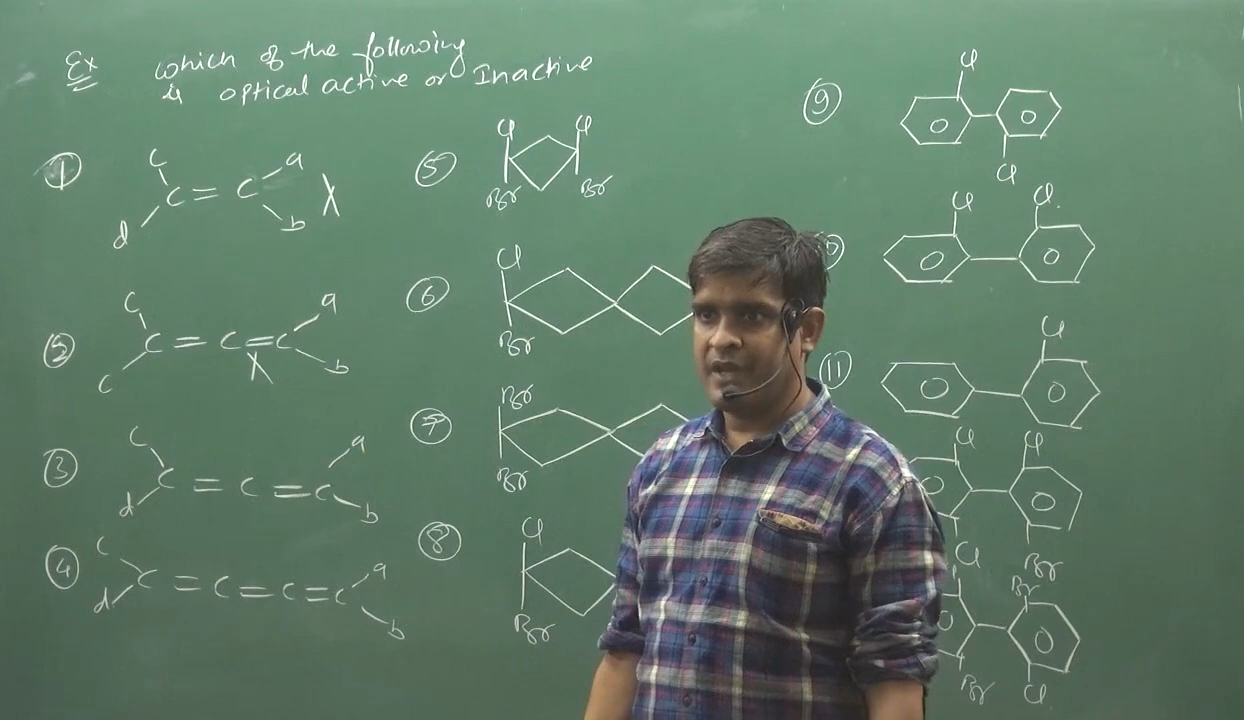 Ex which of the following
is optical active or Inactive
①
c a
C = C X
d b
②
c a
C = C = C
c X b
③
c a
C = C = C
d b
④
c a
C = C = C = C
d b
⑤
Cl Cl
Br Br
⑥
Cl
Br
⑦
Br
Br
⑧
Cl
Br
⑨
Cl
Cl
Cl Cl
⑪
Cl
Cl Cl
Cl Br
Br
Br Cl